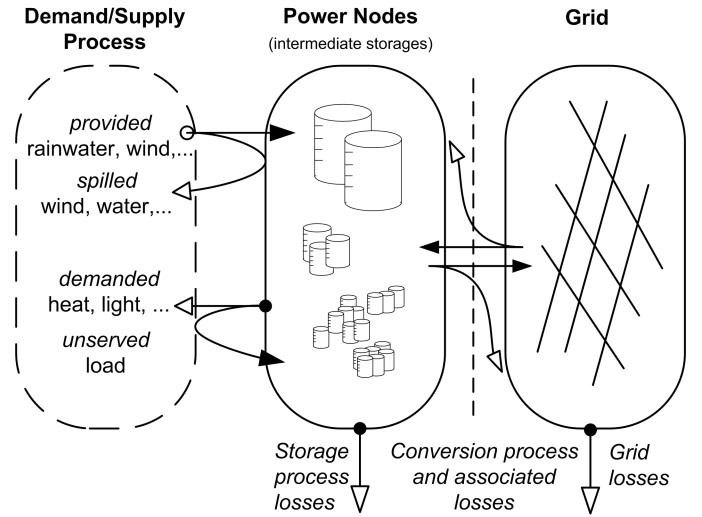 Demand/Supply
Process
Power Nodes
(intermediate storages)
Grid
provided
rainwater, wind,...
spilled
wind, water,...
demanded
heat, light, ...
unserved
load
Storage
process
losses
Conversion process
and associated
losses
Grid
losses